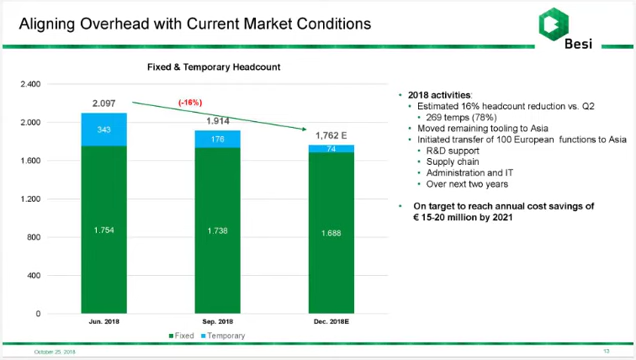 Aligning Overhead with Current Market Conditions
Besi
Fixed & Temporary Headcount
2.400
2.000
1.600
1.200
800
400
0
2.097
(-16%)
1.914
1,762 E
343
176
74
1.754
1.738
1.688
Jun. 2018
Sep. 2018
Dec. 2018E
Fixed
Temporary
• 2018 activities:
• Estimated 16% headcount reduction vs. Q2
• 269 temps (78%)
• Moved remaining tooling to Asia
• Initiated transfer of 100 European functions to Asia
• R&D support
• Supply chain
• Administration and IT
• Over next two years
• On target to reach annual cost savings of
€ 15-20 million by 2021
October 25, 2018
13